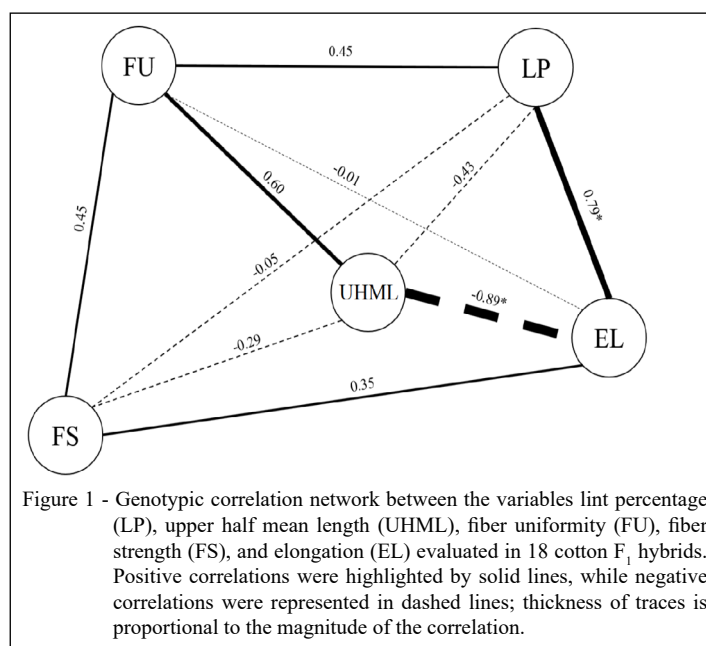 FU
0.45
LP
0.60
-0.01
-0.43
0.79*
0.45
-0.05
UHML
-0.89*
EL
-0.29
0.35
FS
Figure 1 - Genotypic correlation network between the variables lint percentage
(LP), upper half mean length (UHML), fiber uniformity (FU), fiber
strength (FS), and elongation (EL) evaluated in 18 cotton F₁ hybrids.
Positive correlations were highlighted by solid lines, while negative
correlations were represented in dashed lines; thickness of traces is
proportional to the magnitude of the correlation.